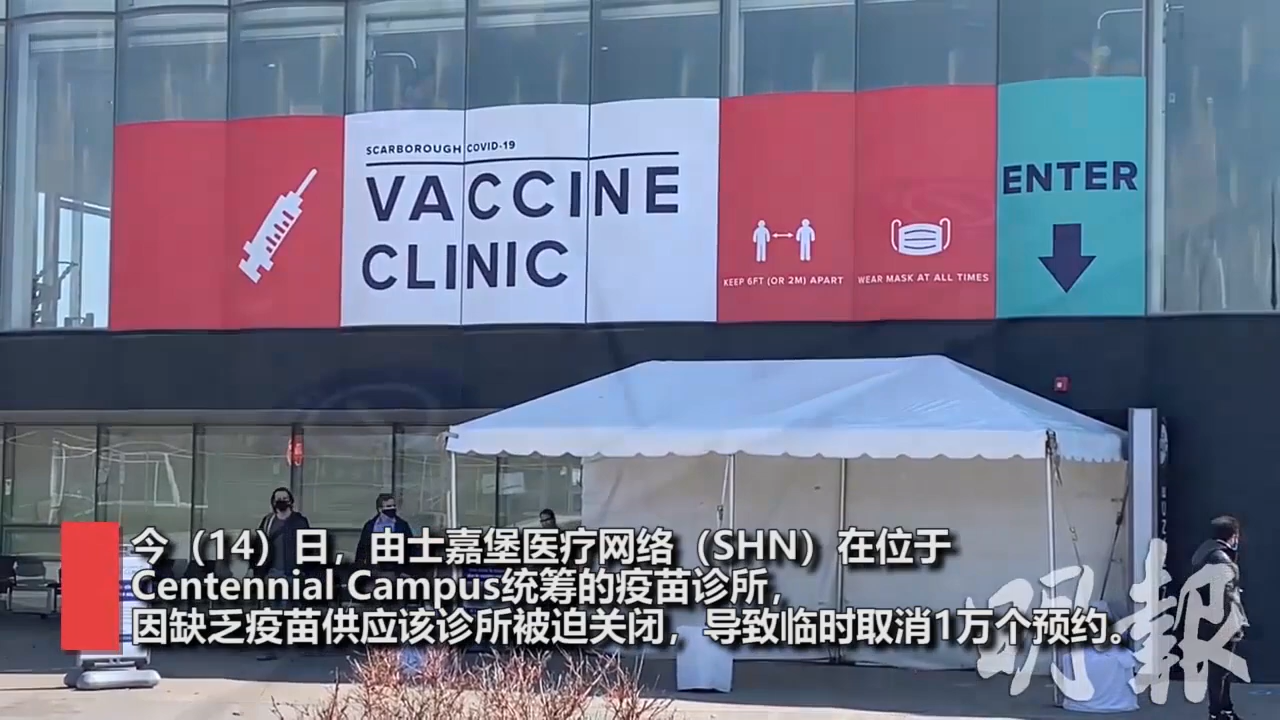 SCARBOROUGH COVID-19
VACCINE
CLINIC
KEEP 6FT (OR 2M) APART
WEAR MASK AT ALL TIMES
ENTER
今（14）日，由士嘉堡医疗网络（SHN）在位于
Centennial Campus统筹的疫苗诊所，
因缺乏疫苗供应该诊所被迫关闭，导致临时取消1万个预约。
明報